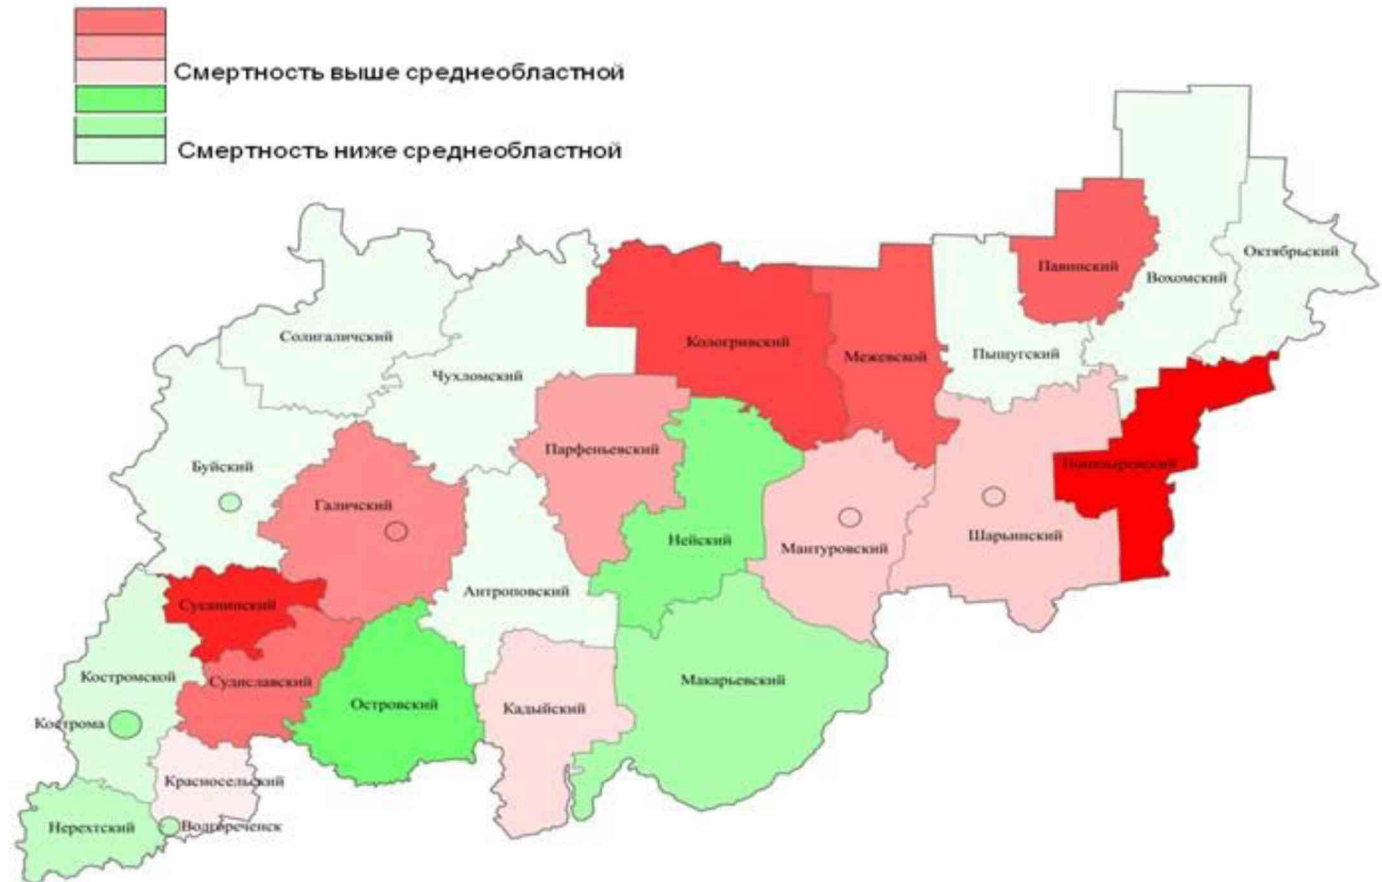 Смертность выше среднеобластной
Смертность ниже среднеобластной
Октябрьский
Павинский
Вохомский
Солигаличский
Кологривский
Межевской
Пыщугский
Чухломский
Парфеньевский
Буйский
Галичский
Нейский
Мантуровский
Шарьинский
Антроповский
Сусанинский
Костромской
Судиславский
Островский
Кадыйский
Макарьевский
Кострома
Красносельский
Нерехтский
Волгореченск